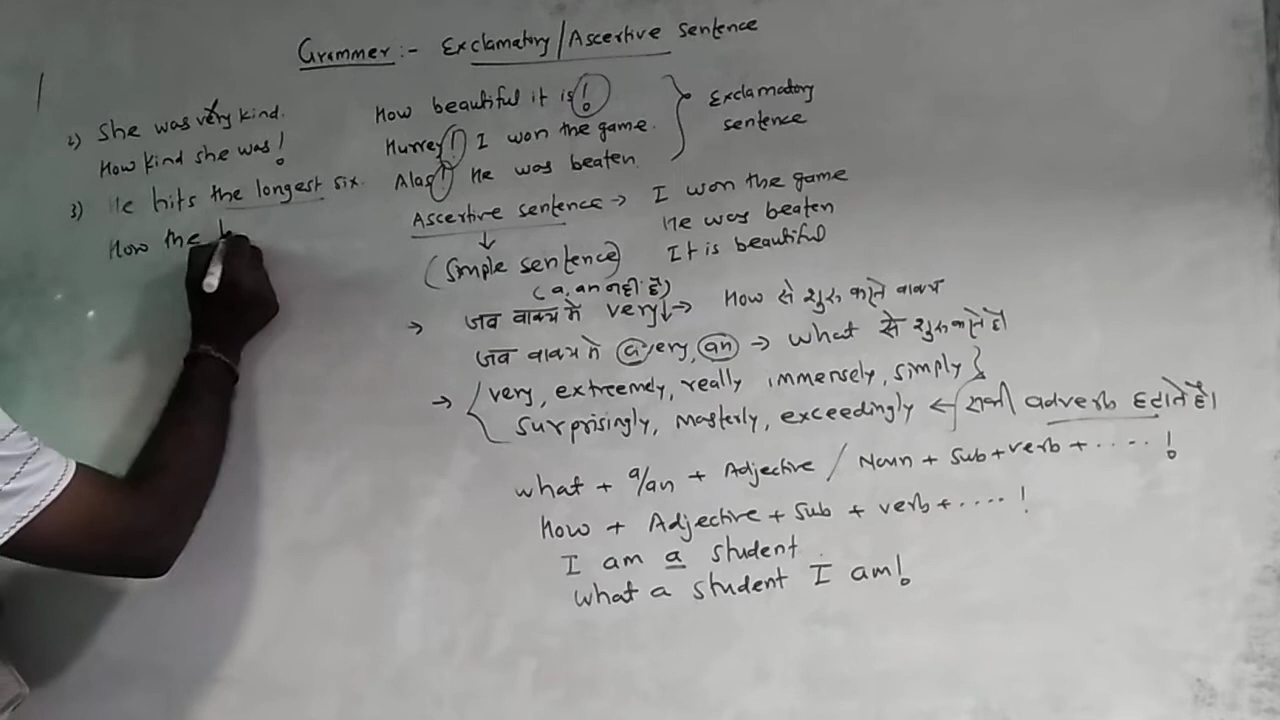 Grammer:- Exclamatory/Ascertive sentence
2) She was very kind.
How kind she was!
3) He hits the longest six.
How the
How beautiful it is!
Hurrey! I won the game.
Alas! He was beaten.
Exclamatory
sentence
Ascertive sentence → I won the game
He was beaten
It is beautiful
↓
(Simple sentence)
(a, an नही है)
→ जब वाक्य मे very↓→ How से शुरु करते वाक्य
जब वाक्य मे a very, an → what से शुरु करते है
→ very, extreemely, really immensely, simply
surprisingly, masterly, exceedingly ← सभी adverb हटाते है।
what + a/an + Adjective / Noun + Sub+verb + ..... !
How + Adjective + Sub + verb + .... !
I am a student.
what a student I am!